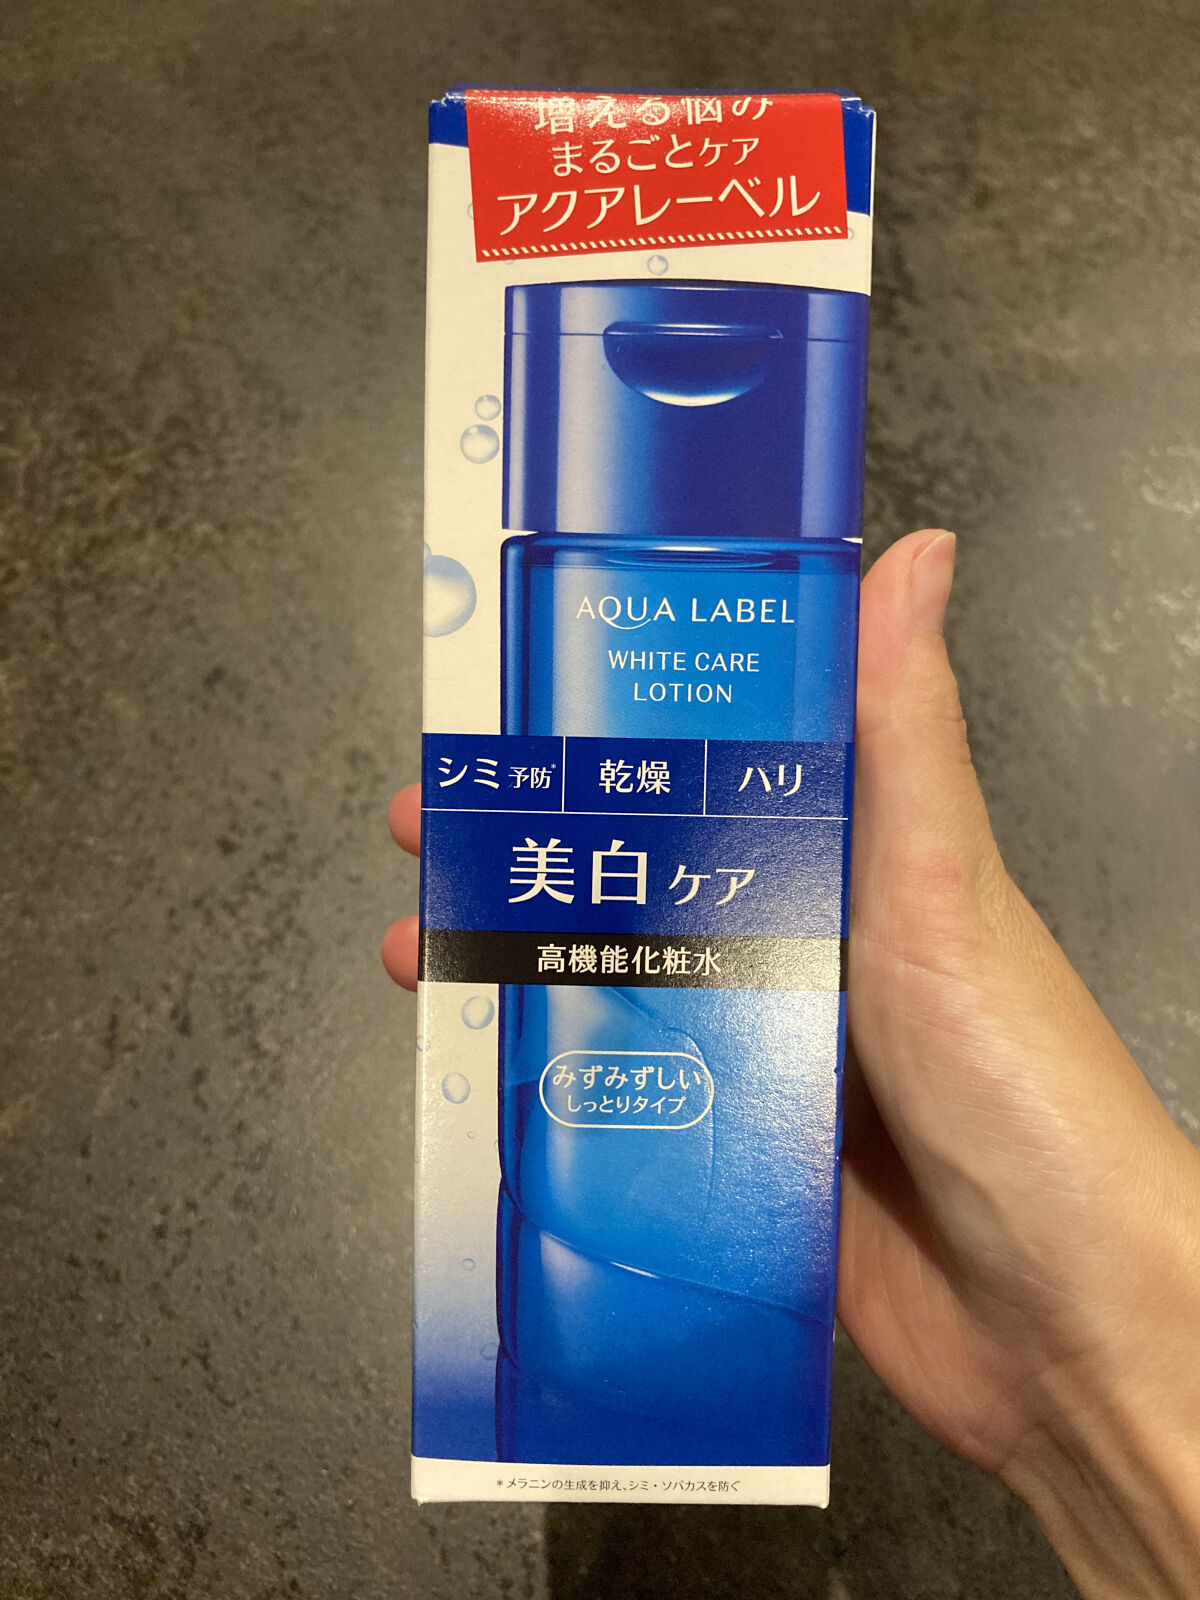 増える悩み
まるごとケア
アクアレーベル
AQUA LABEL
WHITE CARE
LOTION
シミ予防* 乾燥 ハリ
美白ケア
高機能化粧水
みずみずしい
しっとりタイプ
*メラニンの生成を抑え、シミ・ソバカスを防ぐ